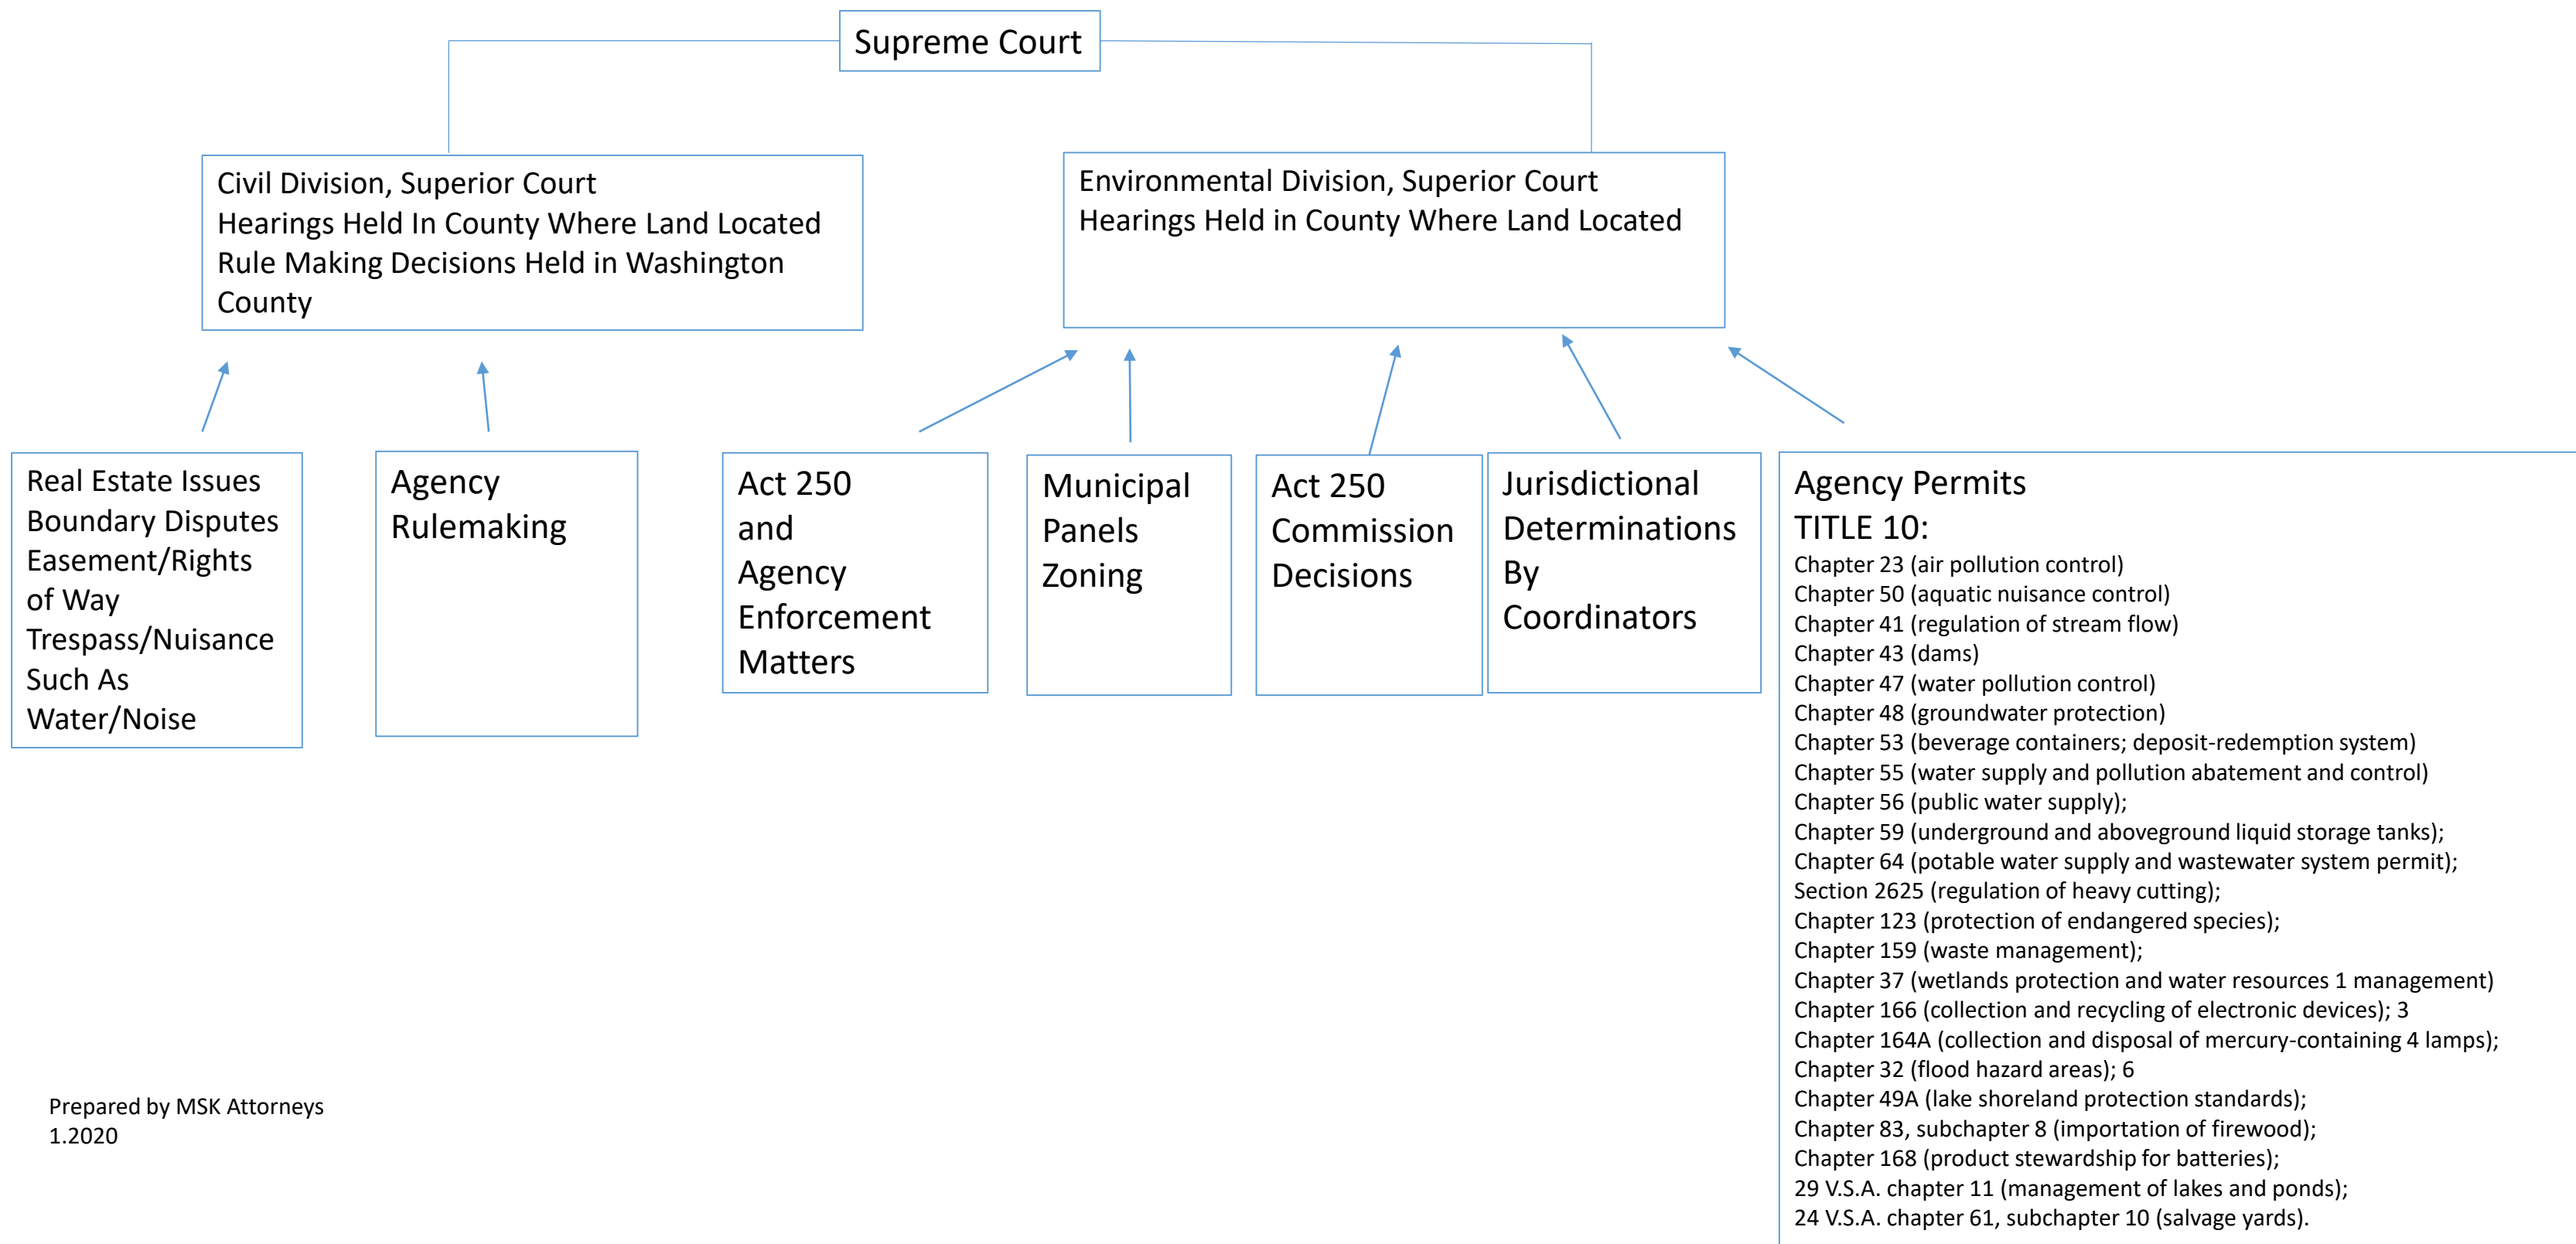 Supreme Court
Civil Division, Superior Court
Hearings Held In County Where Land Located
Rule Making Decisions Held in Washington
County
Environmental Division, Superior Court
Hearings Held in County Where Land Located
Real Estate Issues
Boundary Disputes
Easement/Rights
of Way
Trespass/Nuisance
Such As
Water/Noise
Agency
Rulemaking
Act 250
and
Agency
Enforcement
Matters
Municipal
Panels
Zoning
Act 250
Commission
Decisions
Jurisdictional
Determinations
By
Coordinators
Agency Permits
TITLE 10:
Chapter 23 (air pollution control)
Chapter 50 (aquatic nuisance control)
Chapter 41 (regulation of stream flow)
Chapter 43 (dams)
Chapter 47 (water pollution control)
Chapter 48 (groundwater protection)
Chapter 53 (beverage containers; deposit-redemption system)
Chapter 55 (water supply and pollution abatement and control)
Chapter 56 (public water supply);
Chapter 59 (underground and aboveground liquid storage tanks);
Chapter 64 (potable water supply and wastewater system permit);
Section 2625 (regulation of heavy cutting);
Chapter 123 (protection of endangered species);
Chapter 159 (waste management);
Chapter 37 (wetlands protection and water resources 1 management)
Chapter 166 (collection and recycling of electronic devices); 3
Chapter 164A (collection and disposal of mercury-containing 4 lamps);
Chapter 32 (flood hazard areas); 6
Chapter 49A (lake shoreland protection standards);
Chapter 83, subchapter 8 (importation of firewood);
Chapter 168 (product stewardship for batteries);
29 V.S.A. chapter 11 (management of lakes and ponds);
24 V.S.A. chapter 61, subchapter 10 (salvage yards).
Prepared by MSK Attorneys
1.2020